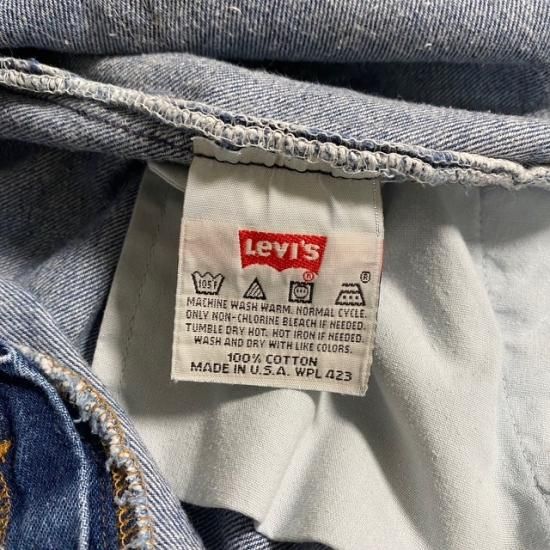 Levi's
®
105F
®
MACHINE WASH WARM. NORMAL CYCLE.
ONLY NON-CHLORINE BLEACH IF NEEDED.
TUMBLE DRY HOT. HOT IRON IF NEEDED.
WASH AND DRY WITH LIKE COLORS.
100% COTTON
MADE IN U.S.A. WPL 423